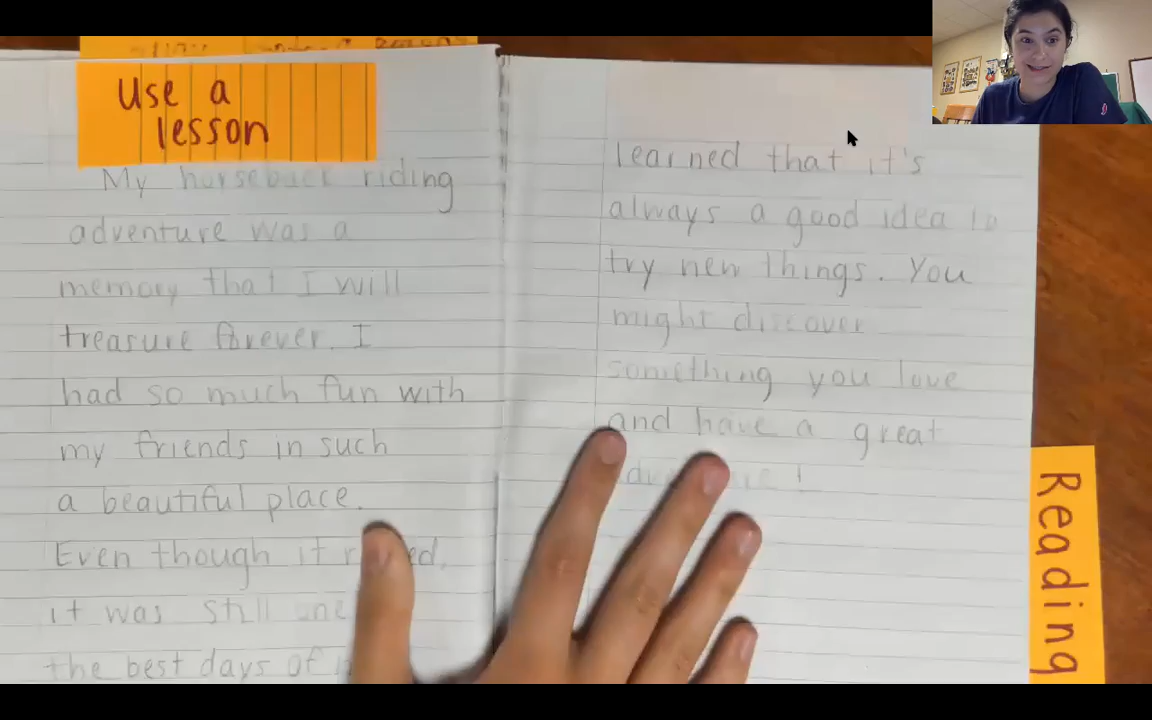 use a
lesson
My horseback riding
adventure was a
memory that I will
treasure forever. I
had so much fun with
my friends in such
a beautiful place.
Even though it
it was still one
the best days of
learned that it's
always a good idea to
try new things. You
might discover
something you love
and have a great
Reading